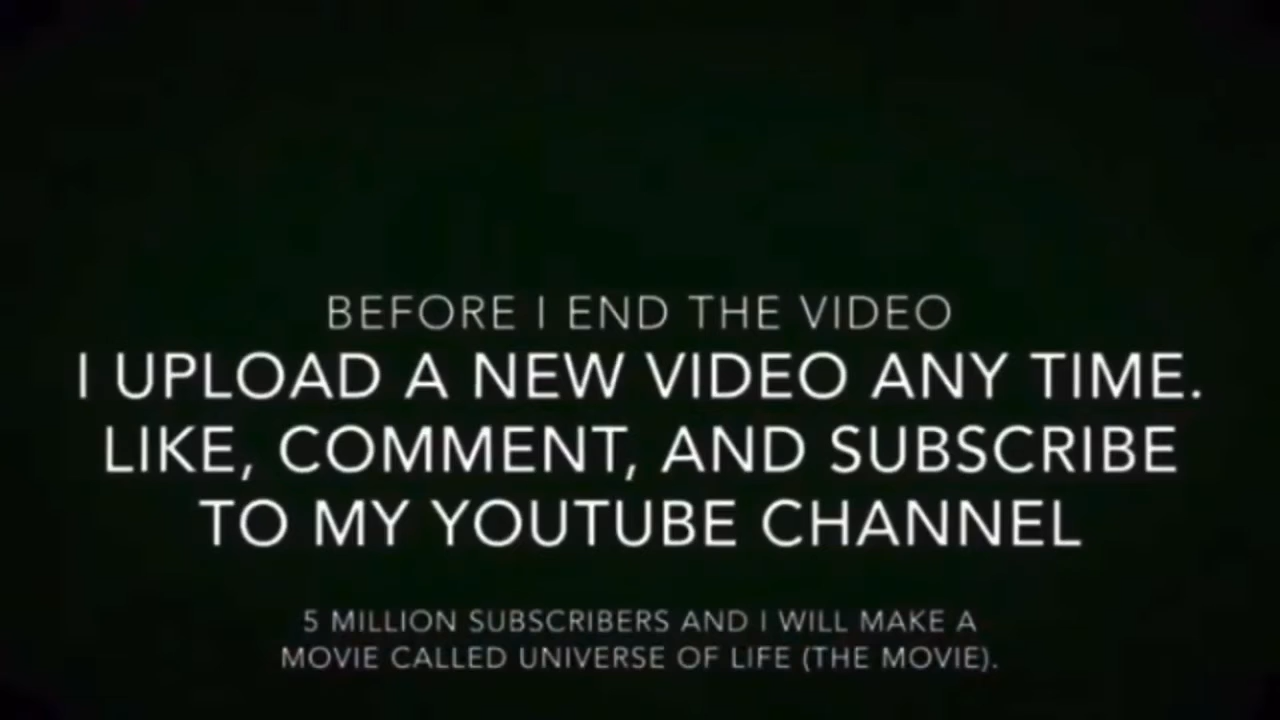 BEFORE I END THE VIDEO
I UPLOAD A NEW VIDEO ANY TIME.
LIKE, COMMENT, AND SUBSCRIBE
TO MY YOUTUBE CHANNEL
5 MILLION SUBSCRIBERS AND I WILL MAKE A
MOVIE CALLED UNIVERSE OF LIFE (THE MOVIE).